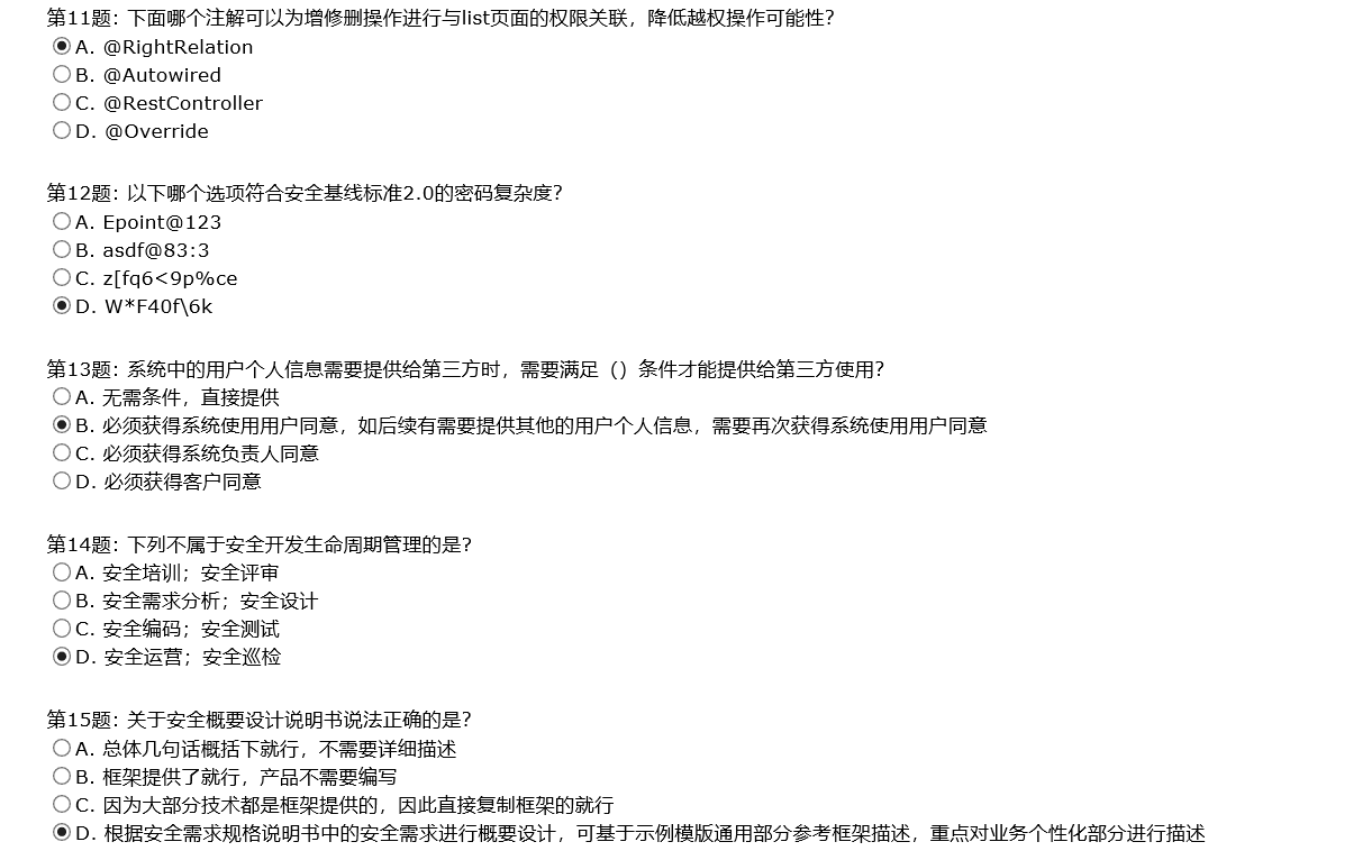 第11题: 下面哪个注解可以为增修删操作进行与list页面的权限关联，降低越权操作可能性?
A. @RightRelation
B. @Autowired
C. @RestController
D. @Override
第12题: 以下哪个选项符合安全基线标准2.0的密码复杂度?
A. Epoint@123
B. asdf@83:3
C. z[fq6<9p%ce
D. W*F40f\6k
第13题: 系统中的用户个人信息需要提供给第三方时，需要满足（）条件才能提供给第三方使用?
A. 无需条件，直接提供
B. 必须获得系统使用用户同意，如后续有需要提供其他的用户个人信息，需要再次获得系统使用用户同意
C. 必须获得系统负责人同意
D. 必须获得客户同意
第14题: 下列不属于安全开发生命周期管理的是?
A. 安全培训；安全评审
B. 安全需求分析；安全设计
C. 安全编码；安全测试
D. 安全运营；安全巡检
第15题: 关于安全概要设计说明书说法正确的是?
A. 总体几句话概括下就行，不需要详细描述
B. 框架提供了就行，产品不需要编写
C. 因为大部分技术都是框架提供的，因此直接复制框架的就行
D. 根据安全需求规格说明书中的安全需求进行概要设计，可基于示例模版通用部分参考框架描述，重点对业务个性化部分进行描述